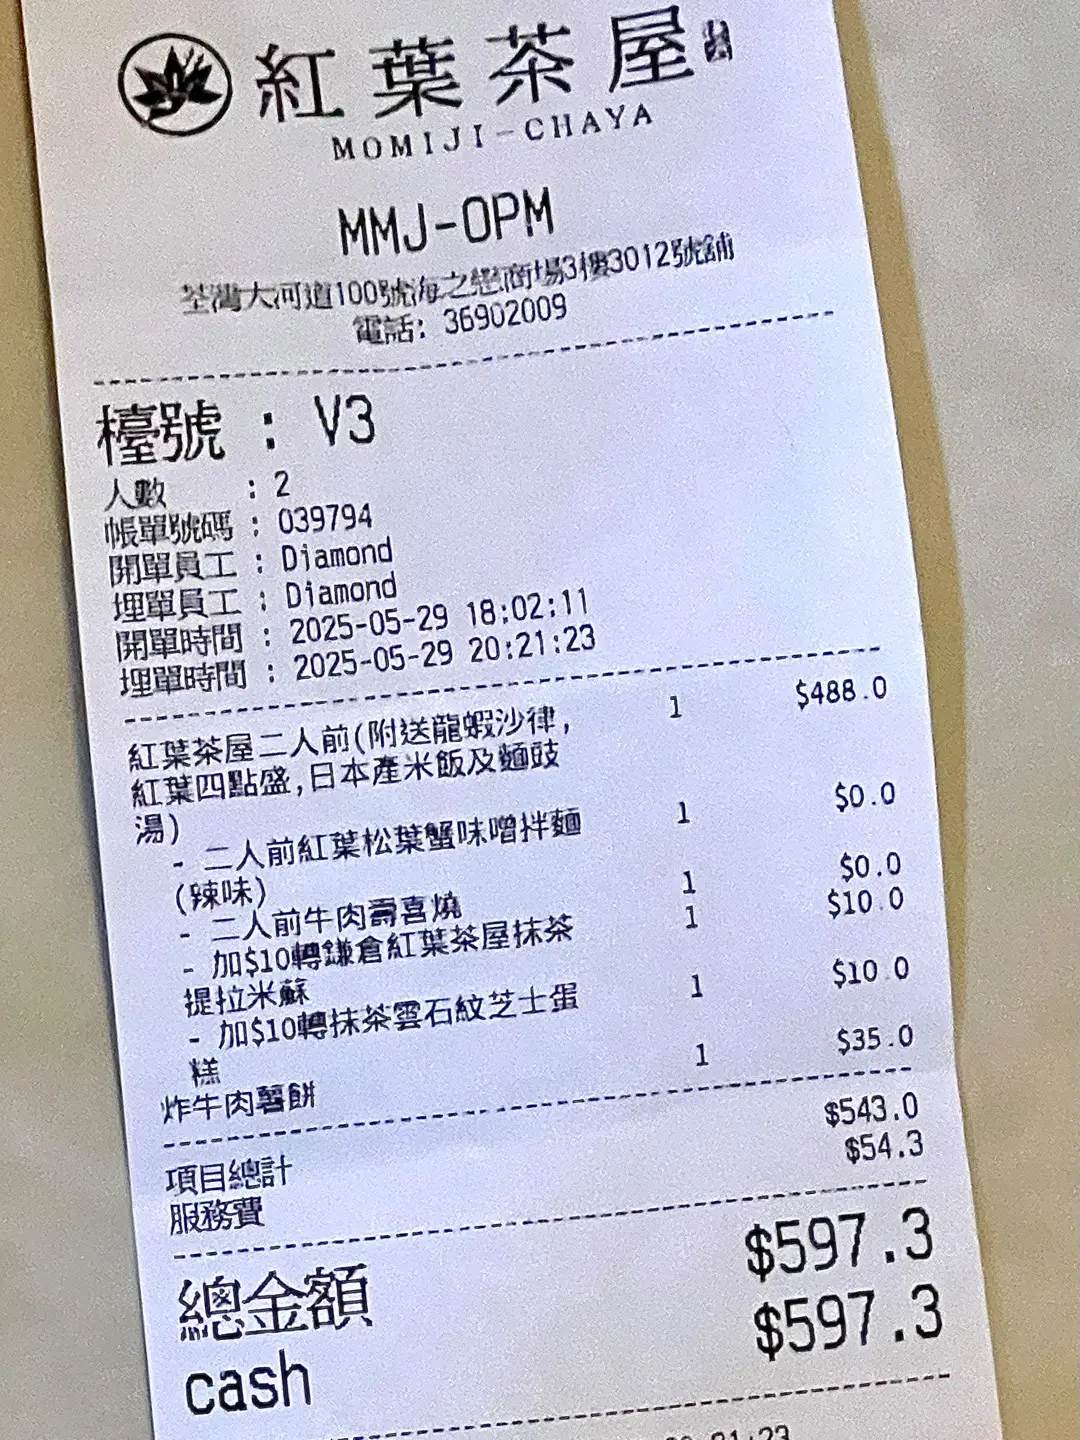 紅葉茶屋
MOMIJI-CHAYA
MMJ-OPM
荃灣大河道100號海之戀商場3樓3012號舖
電話: 36902009
檯號 : V3
人數 : 2
帳單號碼 : 039794
開單員工 : Diamond
埋單員工 : Diamond
開單時間 : 2025-05-29 18:02:11
埋單時間 : 2025-05-29 20:21:23
紅葉茶屋二人前(附送龍蝦沙律, 1 $488.0
紅葉四點盛,日本產米飯及麵豉
湯)
- 二人前紅葉松葉蟹味噌拌麵 1 $0.0
(辣味)
- 二人前牛肉壽喜燒 1 $0.0
- 加$10轉鎌倉紅葉茶屋抹茶 1 $10.0
提拉米蘇
- 加$10轉抹茶雲石紋芝士蛋 1 $10.0
糕
炸牛肉薯餅 1 $35.0
項目總計 $543.0
服務費 $54.3
總金額 $597.3
cash $597.3